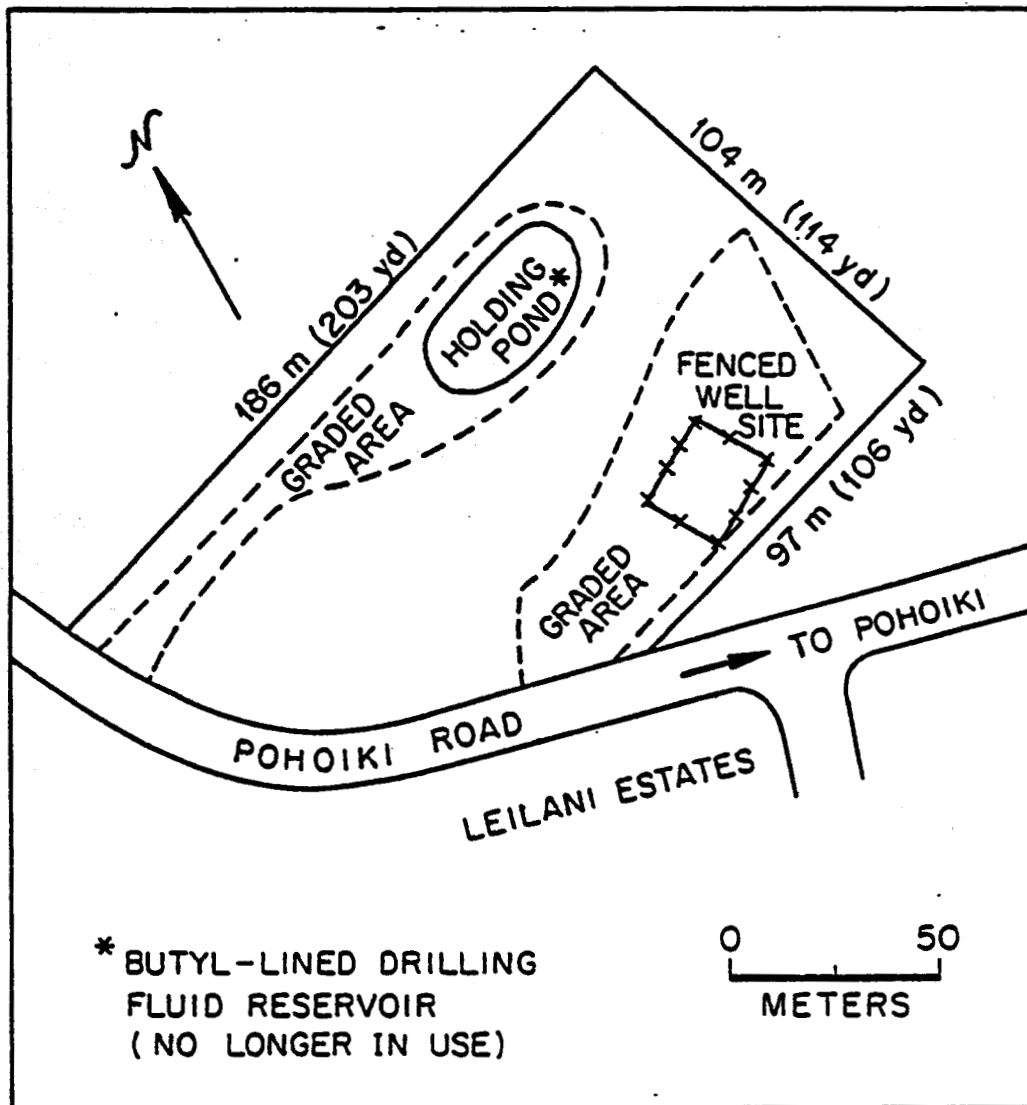 N
104 m (114 yd)
186 m (203 yd)
HOLDING
POND*
GRADED
AREA
FENCED
WELL
SITE
97 m (106 yd)
GRADED
AREA
TO POHOIKI
POHOIKI ROAD
LEILANI ESTATES
* BUTYL-LINED DRILLING
FLUID RESERVOIR
(NO LONGER IN USE)
0 50
METERS